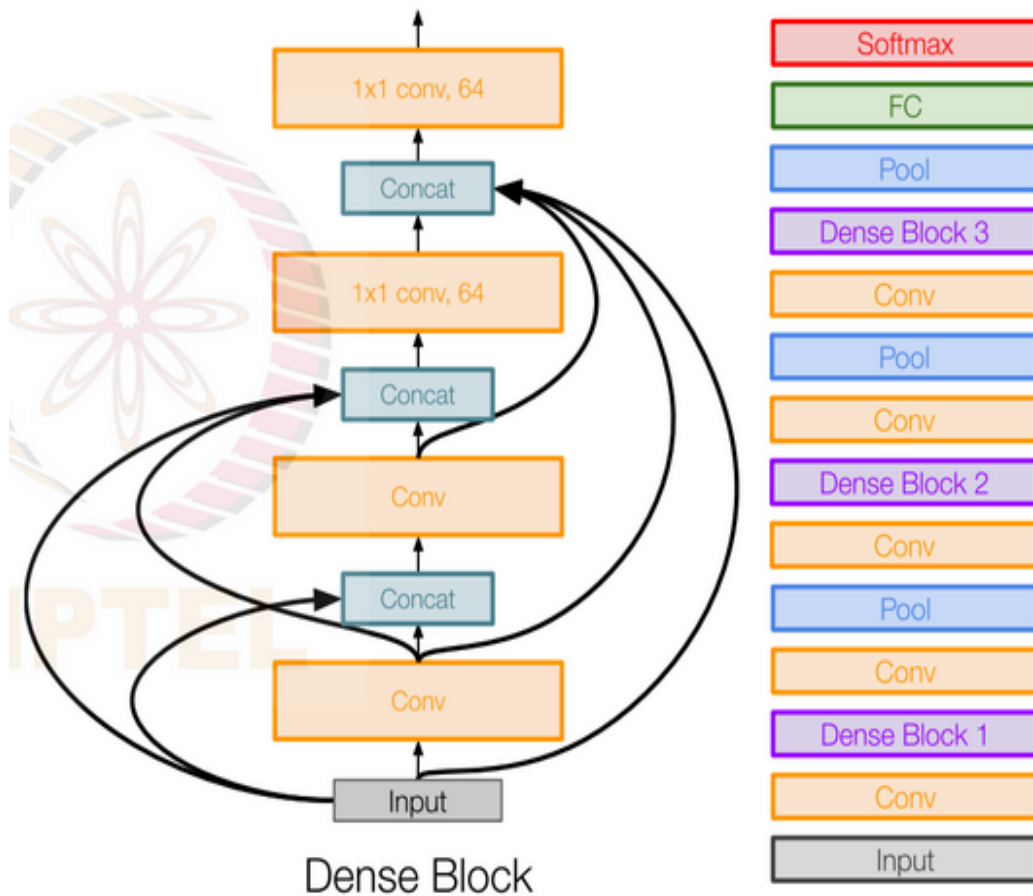 1x1 conv, 64
Concat
1x1 conv, 64
Concat
Conv
Concat
Conv
Input
Dense Block
Softmax
FC
Pool
Dense Block 3
Conv
Pool
Conv
Dense Block 2
Conv
Pool
Conv
Dense Block 1
Conv
Input
NPTEL